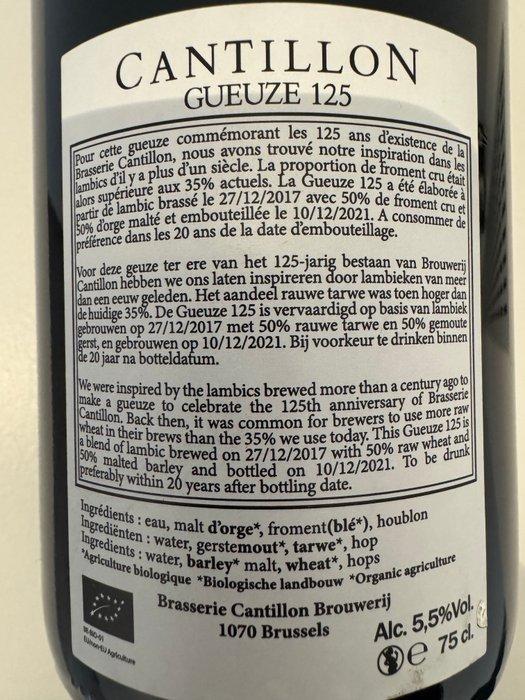 CANTILLON
GUEUZE 125
Pour cette gueuze commémorant les 125 ans d'existence de la
Brasserie Cantillon, nous avons trouvé notre inspiration dans les
lambics d'il y a plus d'un siècle. La proportion de froment cru était
alors supérieure aux 35% actuels. La Gueuze 125 a été élaborée à
partir de lambic brassé le 27/12/2017 avec 50% de froment cru et
50% d'orge malté et embouteillée le 10/12/2021. A consommer de
préférence dans les 20 ans de la date d'embouteillage.
Voor deze geuze ter ere van het 125-jarig bestaan van Brouwerij
Cantillon hebben we ons laten inspireren door lambieken van meer
dan een eeuw geleden. Het aandeel rauwe tarwe was toen hoger dan
de huidige 35%. De Gueuze 125 is vervaardigd op basis van lambiek
gebrouwen op 27/12/2017 met 50% rauwe tarwe en 50% gemoute
gerst, en gebrouwen op 10/12/2021. Bij voorkeur te drinken binnen
de 20 jaar na botteldatum.
We were inspired by the lambics brewed more than a century ago to
make a gueuze to celebrate the 125th anniversary of Brasserie
Cantillon. Back then, it was common for brewers to use more raw
wheat in their brews than the 35% we use today. This Gueuze 125 is
a blend of lambic brewed on 27/12/2017 with 50% raw wheat and
50% malted barley and bottled on 10/12/2021. To be drunk
preferably within 20 years after bottling date.
Ingrédients : eau, malt d'orge*, froment(blé*), houblon
Ingrediënten : water, gerstemout*, tarwe*, hop
Ingredients : water, barley* malt, wheat*, hops
*Agriculture biologique *Biologische landbouw *Organic agriculture
BE-BIO-01
EU/non-EU Agriculture
Brasserie Cantillon Brouwerij
1070 Brussels
Alc. 5,5%Vol.
e 75 cl.